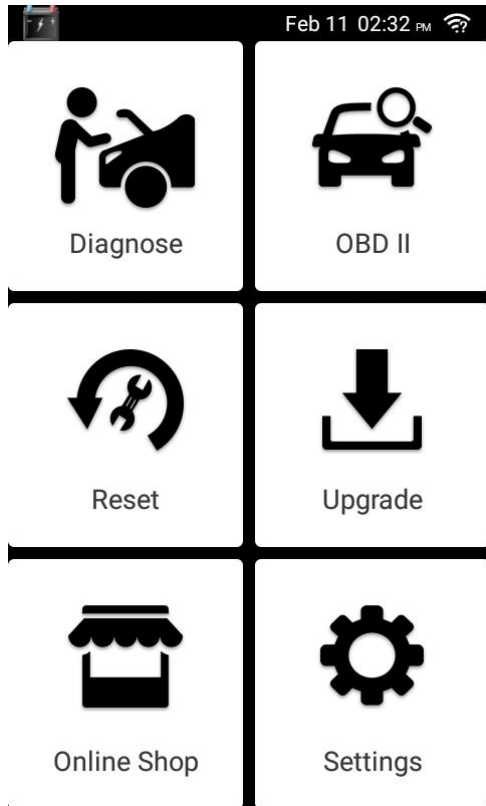 Feb 11 02:32 PM
Diagnose
OBD II
Reset
Upgrade
Online Shop
Settings